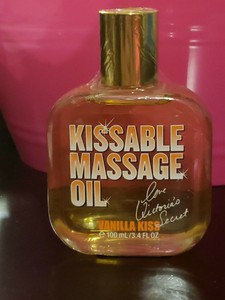 KISSABLE
MASSAGE
OIL
Love
Victoria's
Secret
VANILLA KISS
℮ 100 mL/3.4 FL OZ